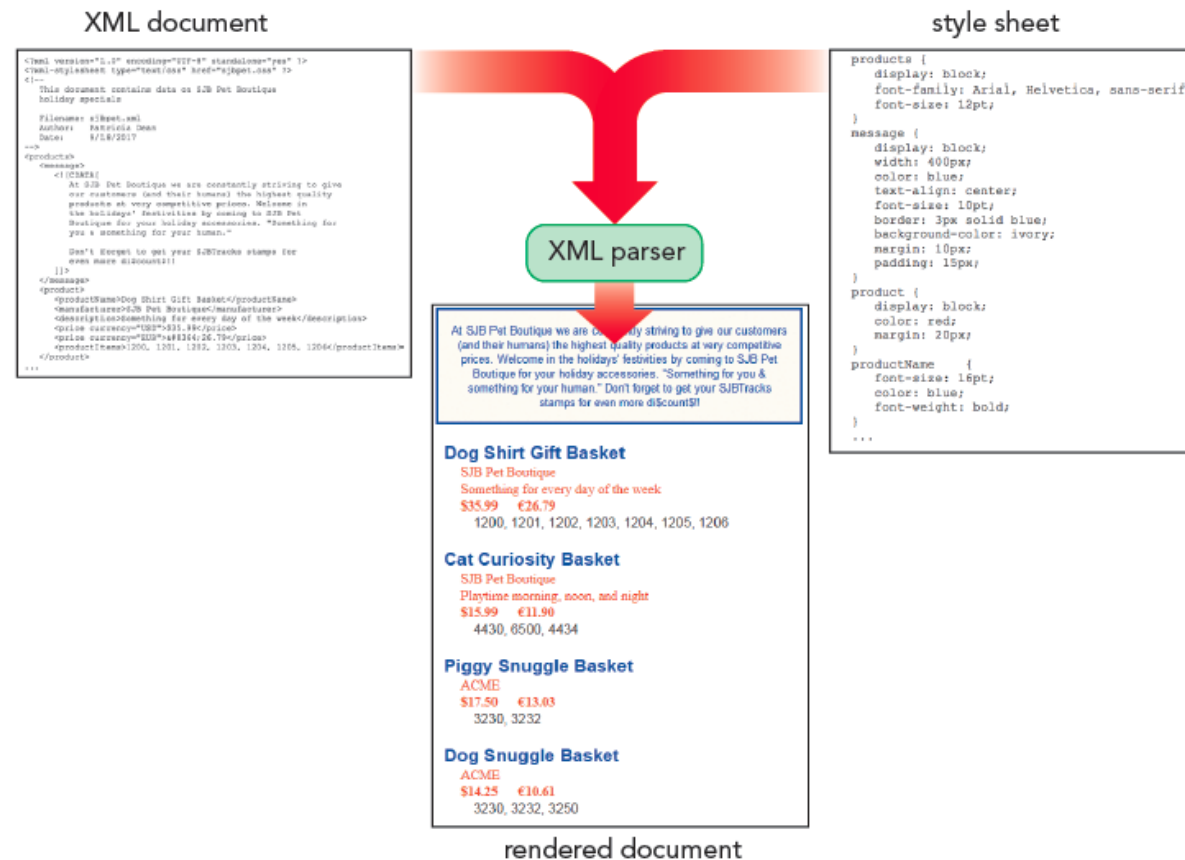 XML document
<?xml version="1.0" encoding="UTF-8" standalone="yes" ?>
<?xml-stylesheet type="text/css" href="sjbpet.css" ?>
<!--
This document contains data on SJB Pet Boutique
holiday specials
Filename: sjbpet.xml
Author: Patricia Dean
Date: 9/18/2017
-->
<products>
<message>
<![CDATA[
At SJB Pet Boutique we are constantly striving to give
our customers (and their humans) the highest quality
products at very competitive prices. Welcome in
the holidays' festivities by coming to SJB Pet
Boutique for your holiday accessories. "Something for
you & something for your human."
Don't forget to get your SJBTracks stamps for
even more di$count$!!
]]>
</message>
<product>
<productName>Dog Shirt Gift Basket</productName>
<manufacturer>SJB Pet Boutique</manufacturer>
<description>Something for every day of the week</description>
<price currency="USD">$35.99</price>
<price currency="EUR">&#8364;26.79</price>
<productItems>1200, 1201, 1202, 1203, 1204, 1205, 1206</productItems>
</product>
...
style sheet
products {
display: block;
font-family: Arial, Helvetica, sans-serif
font-size: 12pt;
}
message {
display: block;
width: 400px;
color: blue;
text-align: center;
font-size: 10pt;
border: 3px solid blue;
background-color: ivory;
margin: 10px;
padding: 15px;
}
product {
display: block;
color: red;
margin: 20px;
}
productName {
font-size: 16pt;
color: blue;
font-weight: bold;
}
...
XML parser
At SJB Pet Boutique we are striving to give our customers
(and their humans) the highest quality products at very competitive
prices. Welcome in the holidays' festivities by coming to SJB Pet
Boutique for your holiday accessories. "Something for you &
something for your human." Don't forget to get your SJBTracks
stamps for even more di$count$!!
Dog Shirt Gift Basket
SJB Pet Boutique
Something for every day of the week
$35.99 €26.79
1200, 1201, 1202, 1203, 1204, 1205, 1206
Cat Curiosity Basket
SJB Pet Boutique
Playtime morning, noon, and night
$15.99 €11.90
4430, 6500, 4434
Piggy Snuggle Basket
ACME
$17.50 €13.03
3230, 3232
Dog Snuggle Basket
ACME
$14.25 €10.61
3230, 3232, 3250
rendered document